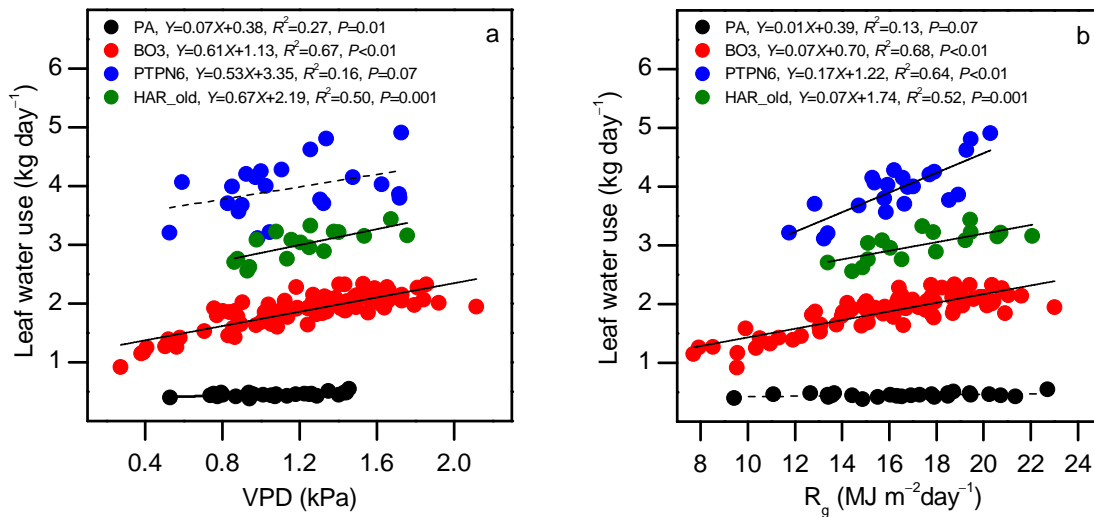 a
PA, Y=0.07X+0.38, R²=0.27, P=0.01
BO3, Y=0.61X+1.13, R²=0.67, P<0.01
PTPN6, Y=0.53X+3.35, R²=0.16, P=0.07
HAR_old, Y=0.67X+2.19, R²=0.50, P=0.001
Leaf water use (kg day⁻¹)
6
5
4
3
2
1
0.4 0.8 1.2 1.6 2.0
VPD (kPa)
b
PA, Y=0.01X+0.39, R²=0.13, P=0.07
BO3, Y=0.07X+0.70, R²=0.68, P<0.01
PTPN6, Y=0.17X+1.22, R²=0.64, P<0.01
HAR_old, Y=0.07X+1.74, R²=0.52, P=0.001
Leaf water use (kg day⁻¹)
6
5
4
3
2
1
8 10 12 14 16 18 20 22 24
R_g (MJ m⁻²day⁻¹)